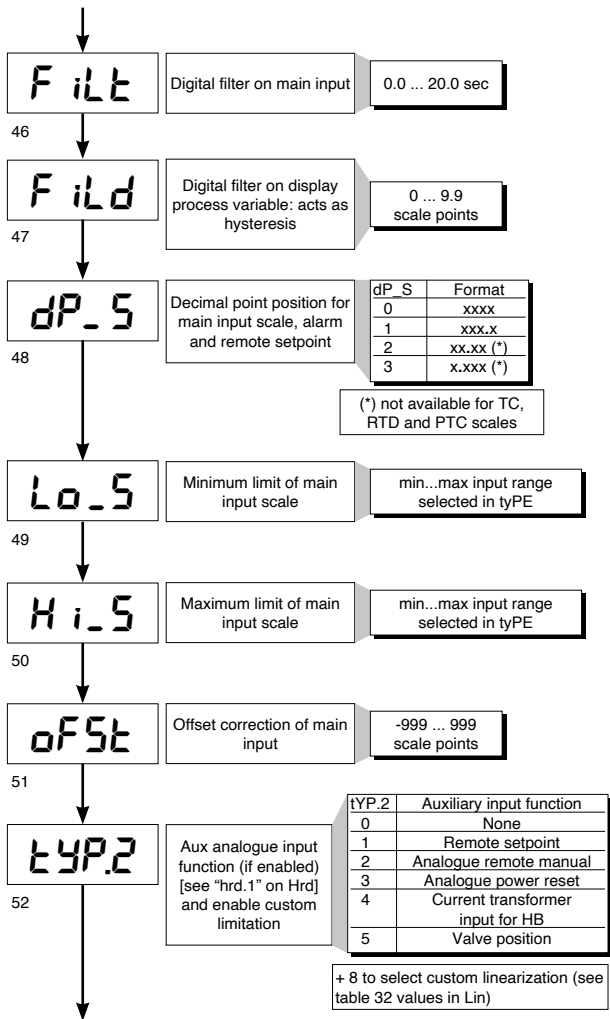 FiLt
Digital filter on main input
0.0 ... 20.0 sec
46
FiLd
Digital filter on display
process variable: acts as
hysteresis
0 ... 9.9
scale points
47
dP_S
Decimal point position for
main input scale, alarm
and remote setpoint
dP_S Format
0 xxxx
1 xxx.x
2 xx.xx (*)
3 x.xxx (*)
48
(*) not available for TC,
RTD and PTC scales
Lo_S
Minimum limit of main
input scale
min...max input range
selected in tyPE
49
Hi_S
Maximum limit of main
input scale
min...max input range
selected in tyPE
50
oFSt
Offset correction of main
input
-999 ... 999
scale points
51
tYP.2
Aux analogue input
function (if enabled)
[see “hrd.1” on Hrd]
and enable custom
limitation
tYP.2 Auxiliary input function
0 None
1 Remote setpoint
2 Analogue remote manual
3 Analogue power reset
4 Current transformer
input for HB
5 Valve position
52
+ 8 to select custom linearization (see
table 32 values in Lin)